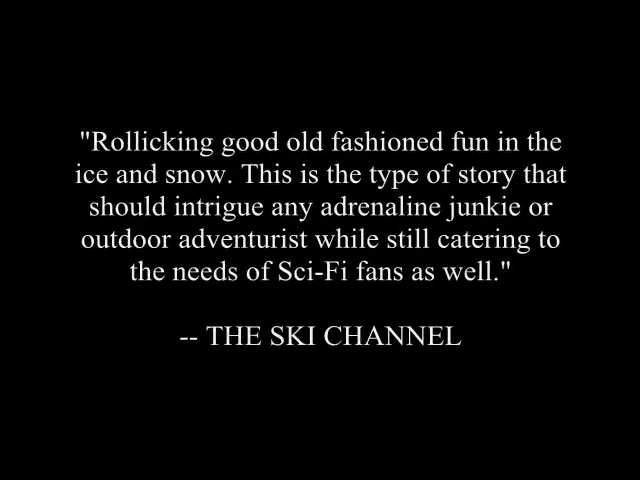 "Rollicking good old fashioned fun in the
ice and snow. This is the type of story that
should intrigue any adrenaline junkie or
outdoor adventurist while still catering to
the needs of Sci-Fi fans as well."
-- THE SKI CHANNEL